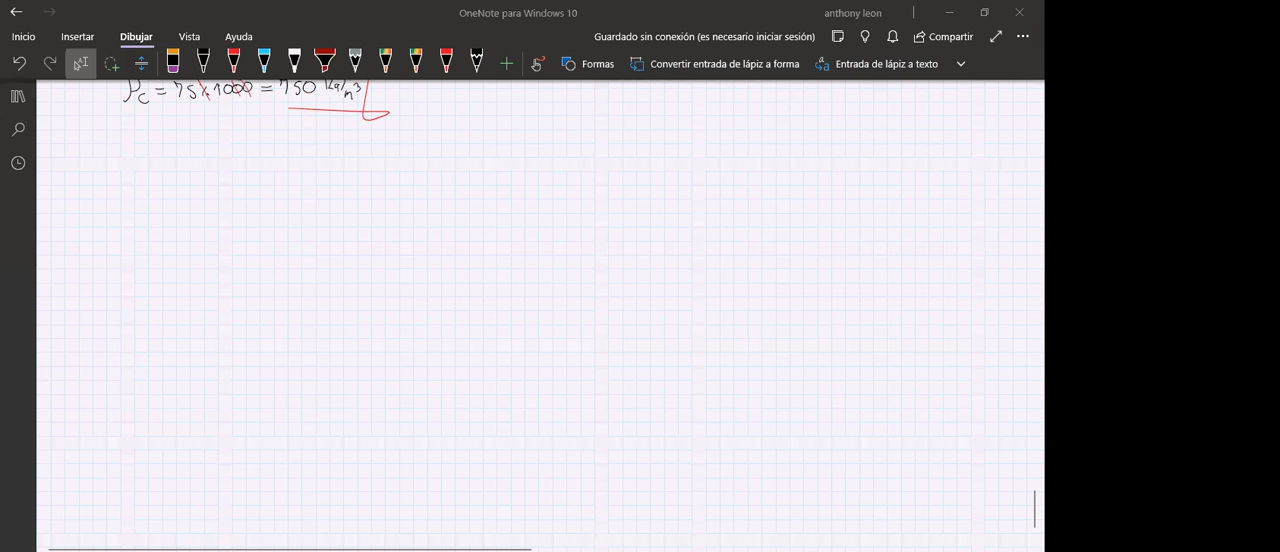 OneNote para Windows 10
anthony leon
Inicio
Insertar
Dibujar
Vista
Ayuda
Guardado sin conexión (es necesario iniciar sesión)
Compartir
Formas
Convertir entrada de lápiz a forma
Entrada de lápiz a texto
ρc = 75%.1000 = 750 kg/m³